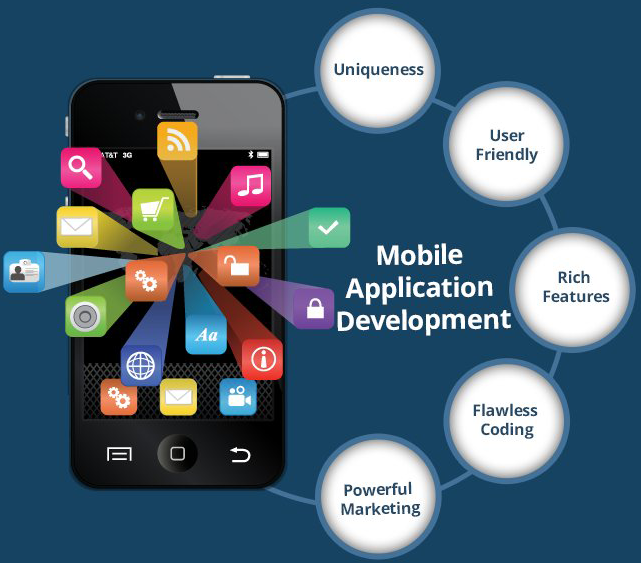 AT&T 3G
Uniqueness
User
Friendly
Mobile
Application
Development
Rich
Features
Aa
Flawless
Coding
Powerful
Marketing